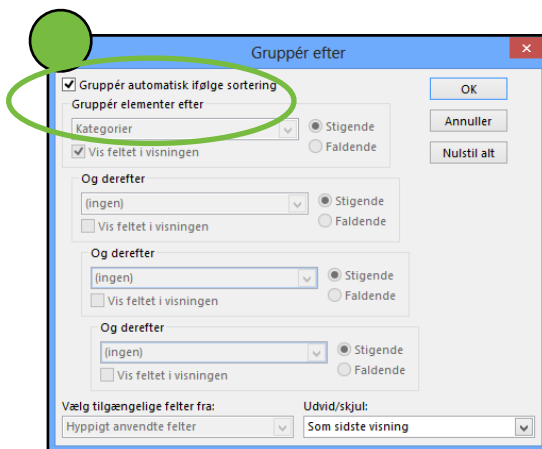 Gruppér efter
Gruppér automatisk ifølge sortering
OK
Gruppér elementer efter
Kategorier
Stigende
Annuller
Vis feltet i visningen
Faldende
Nulstil alt
Og derefter
(ingen)
Stigende
Vis feltet i visningen
Faldende
Og derefter
(ingen)
Stigende
Vis feltet i visningen
Faldende
Og derefter
(ingen)
Stigende
Vis feltet i visningen
Faldende
Vælg tilgængelige felter fra:
Udvid/skjul:
Hyppigt anvendte felter
Som sidste visning